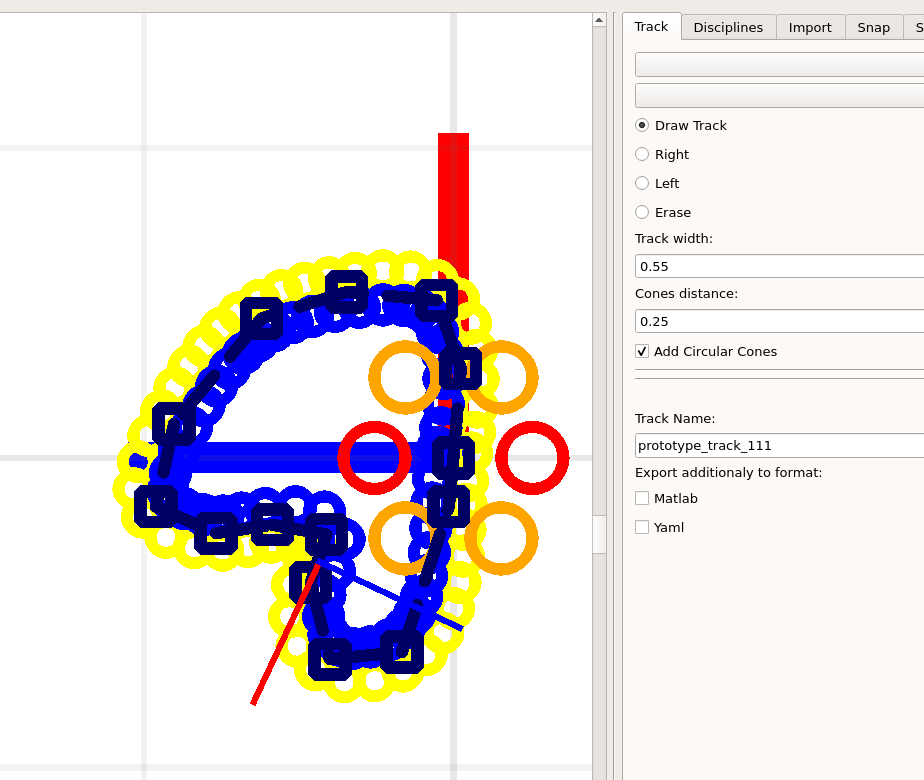 Track Disciplines Import Snap
Draw Track
Right
Left
Erase
Track width:
0.55
Cones distance:
0.25
Add Circular Cones
Track Name:
prototype_track_111
Export additionaly to format:
Matlab
Yaml